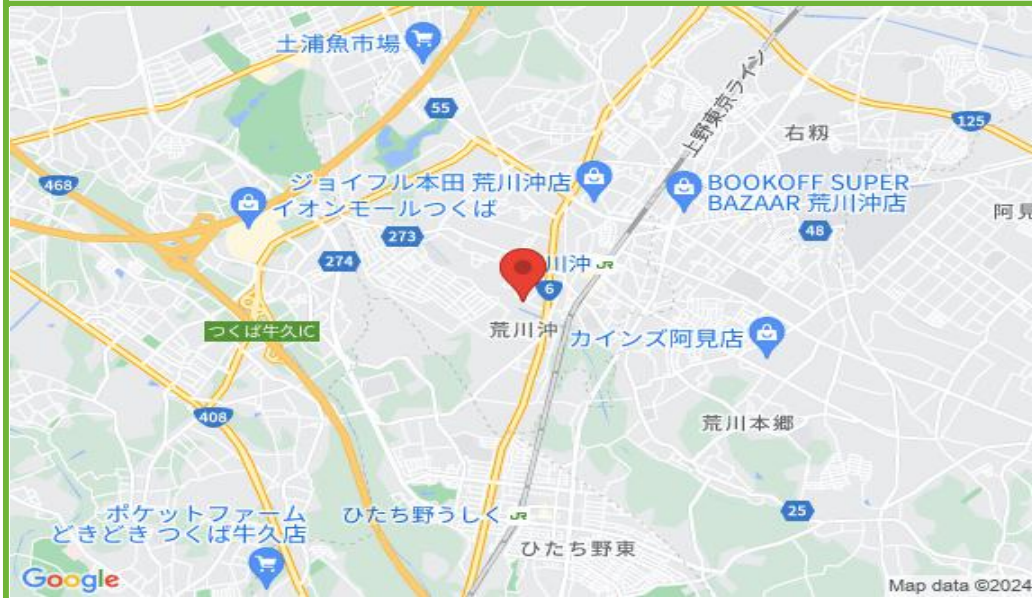 土浦魚市場
55
上野東京ライン
125
右籾
468
ジョイフル本田 荒川沖店
イオンモールつくば
BOOKOFF SUPER
BAZAAR 荒川沖店
阿見
273
48
274
川沖
JR
6
つくば牛久IC
荒川沖
カインズ阿見店
408
荒川本郷
25
ポケットファーム
どきどき つくば牛久店
ひたち野うしく
JR
ひたち野東
Google
Map data ©2024